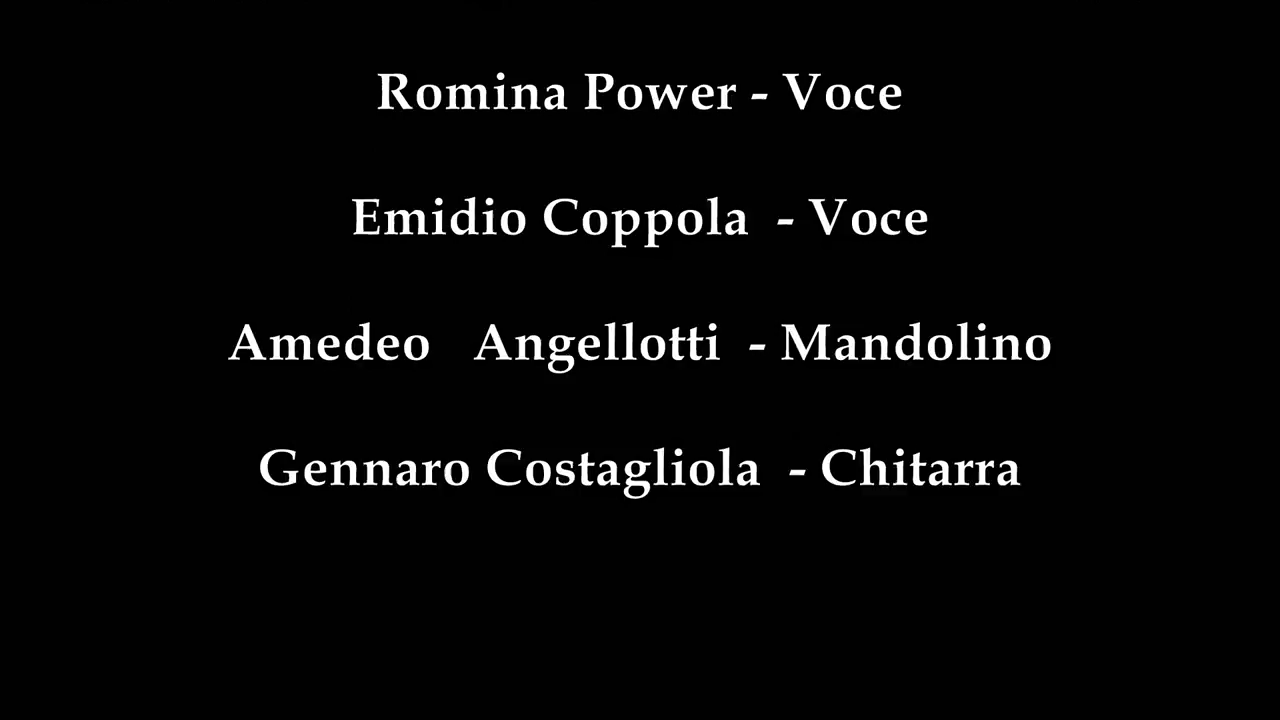 Romina Power - Voce
Emidio Coppola - Voce
Amedeo Angellotti - Mandolino
Gennaro Costagliola - Chitarra